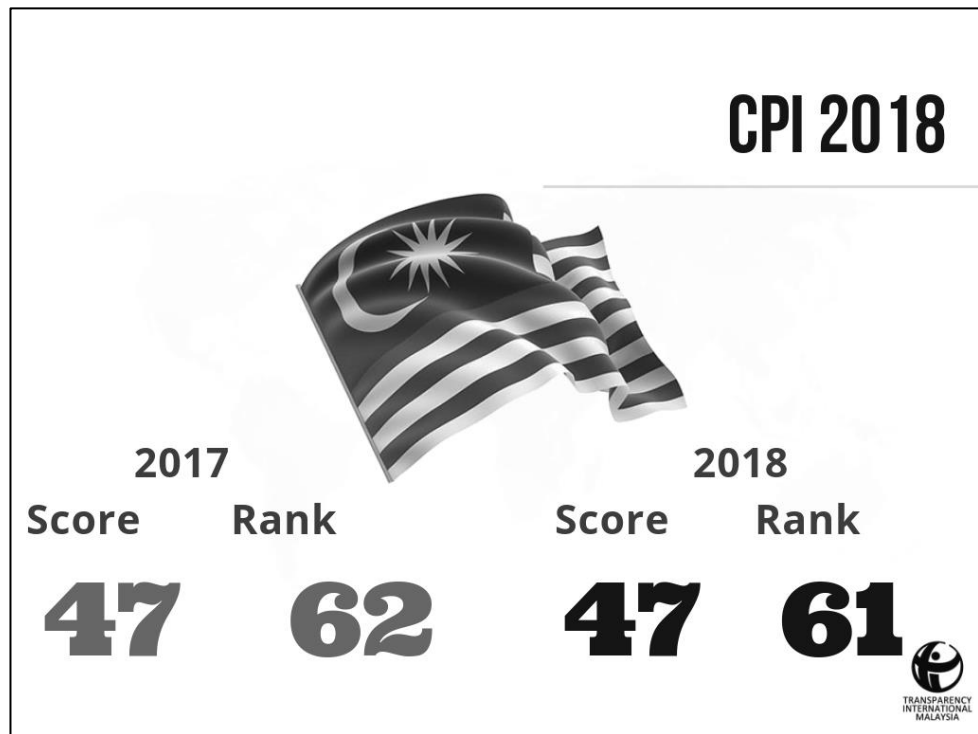 CPI 2018
2017
Score Rank
47 62
2018
Score Rank
47 61
TRANSPARENCY
INTERNATIONAL
MALAYSIA